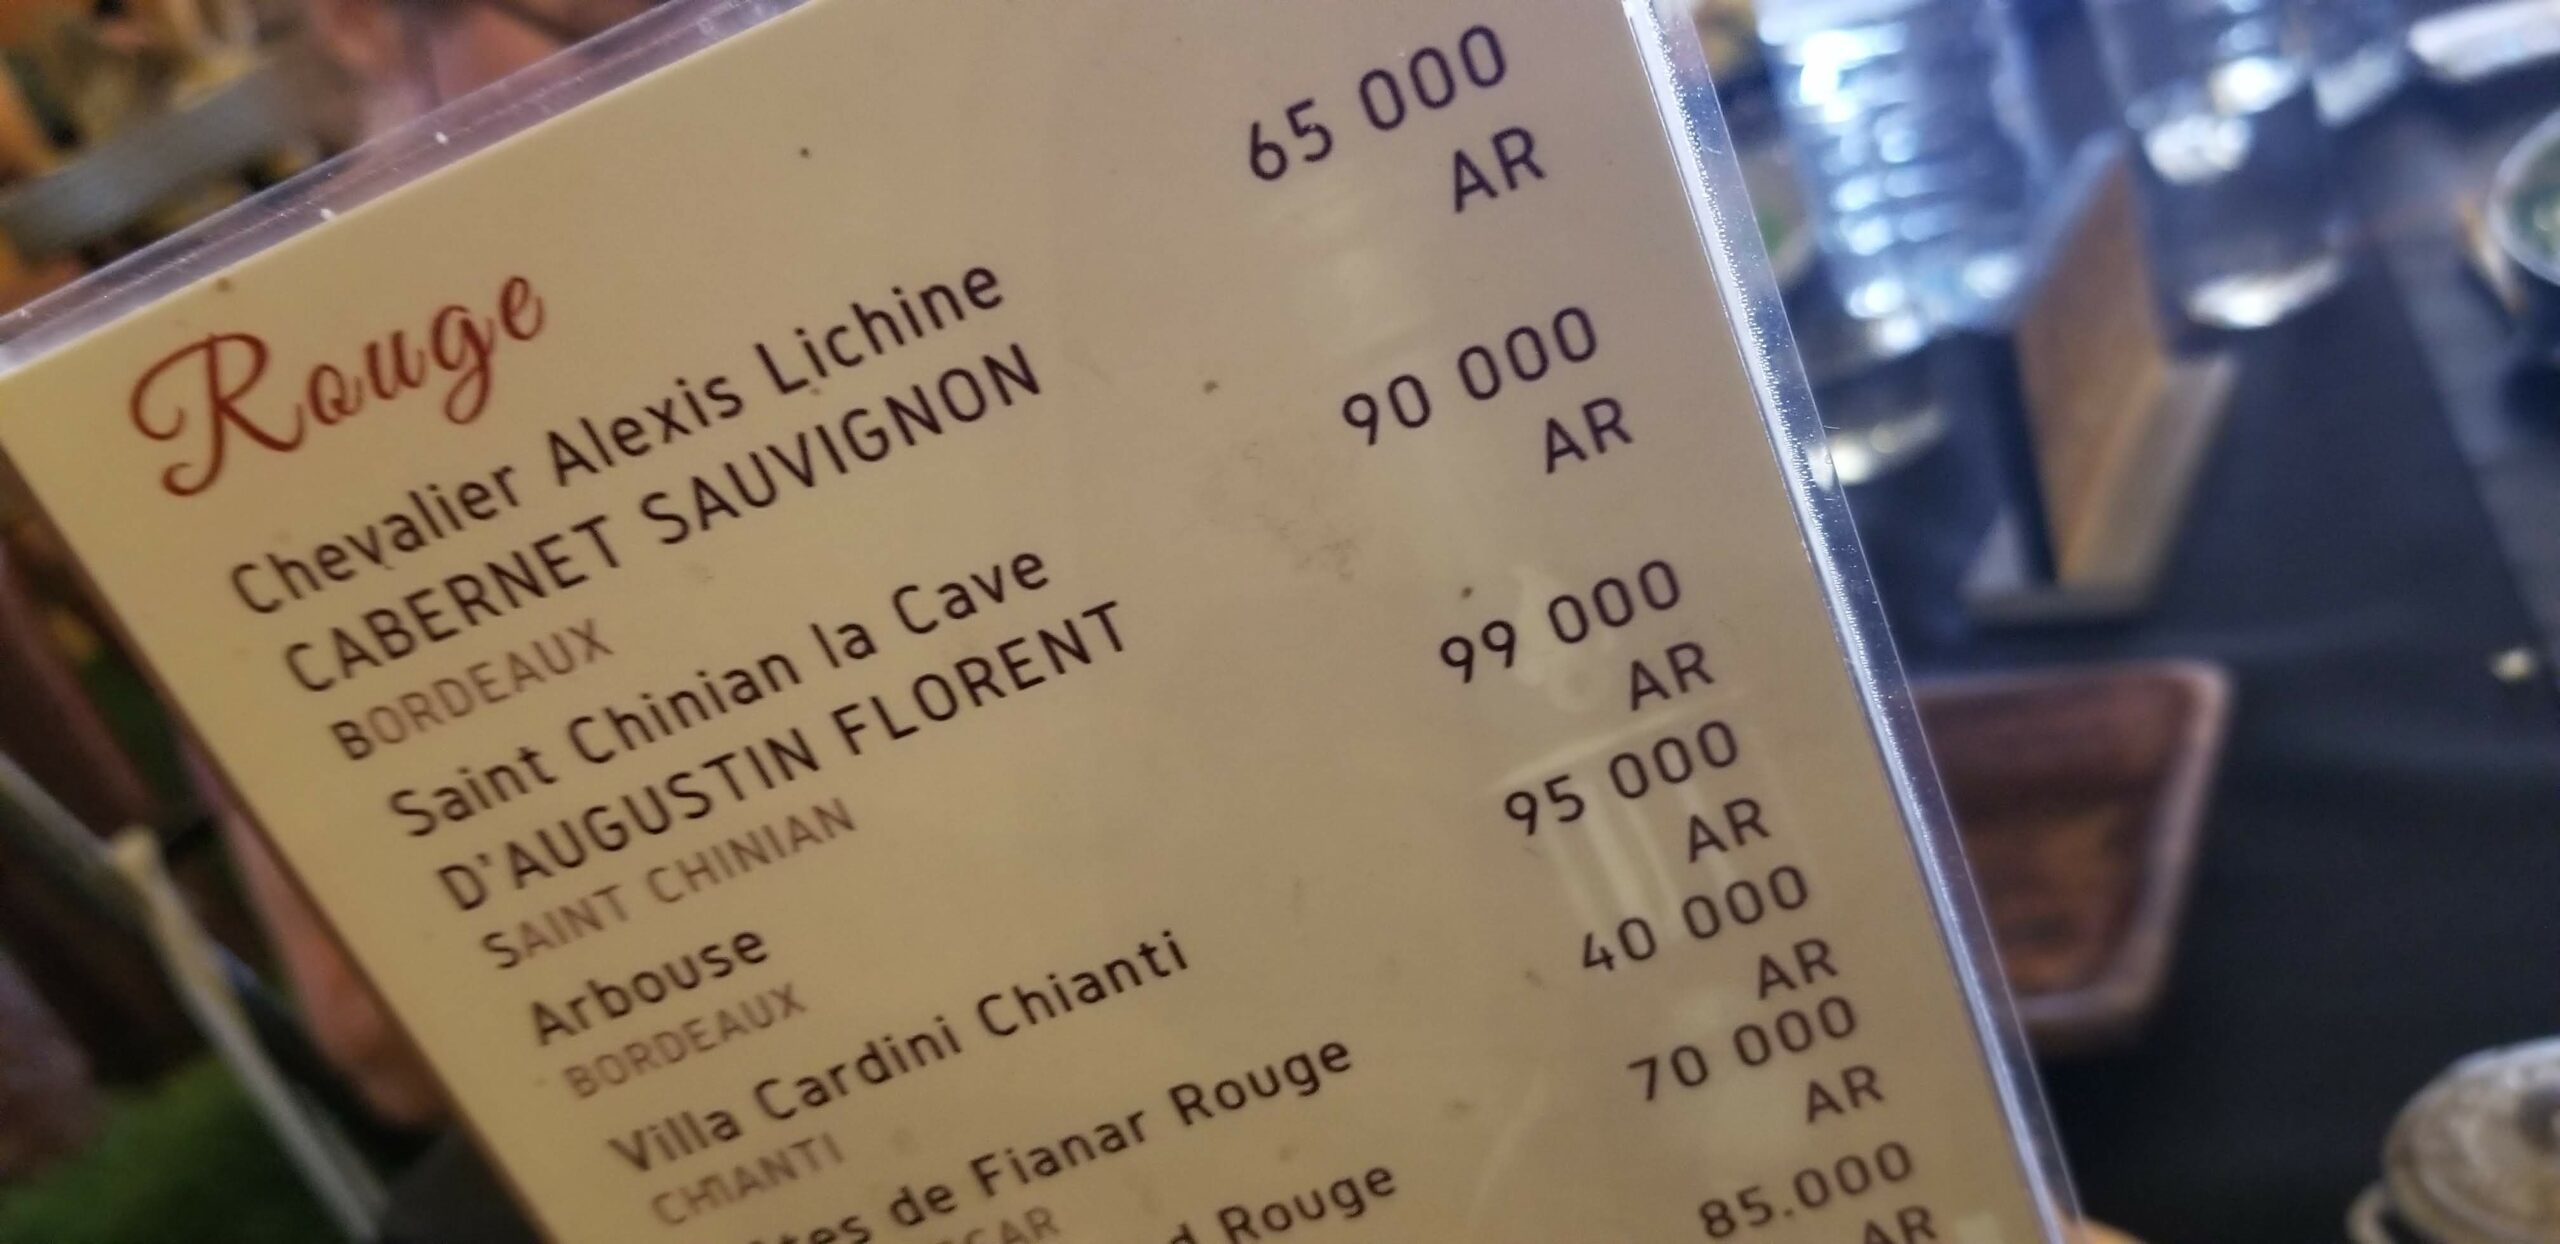 Rouge
Chevalier Alexis Lichine 65 000
CABERNET SAUVIGNON AR
BORDEAUX
Saint Chinian la Cave 90 000
D'AUGUSTIN FLORENT AR
SAINT CHINIAN
Arbouse 99 000
BORDEAUX AR
Villa Cardini Chianti 95 000
CHIANTI AR
de Fianar Rouge 40 000
AR
Rouge 70 000
AR
85.000
AR